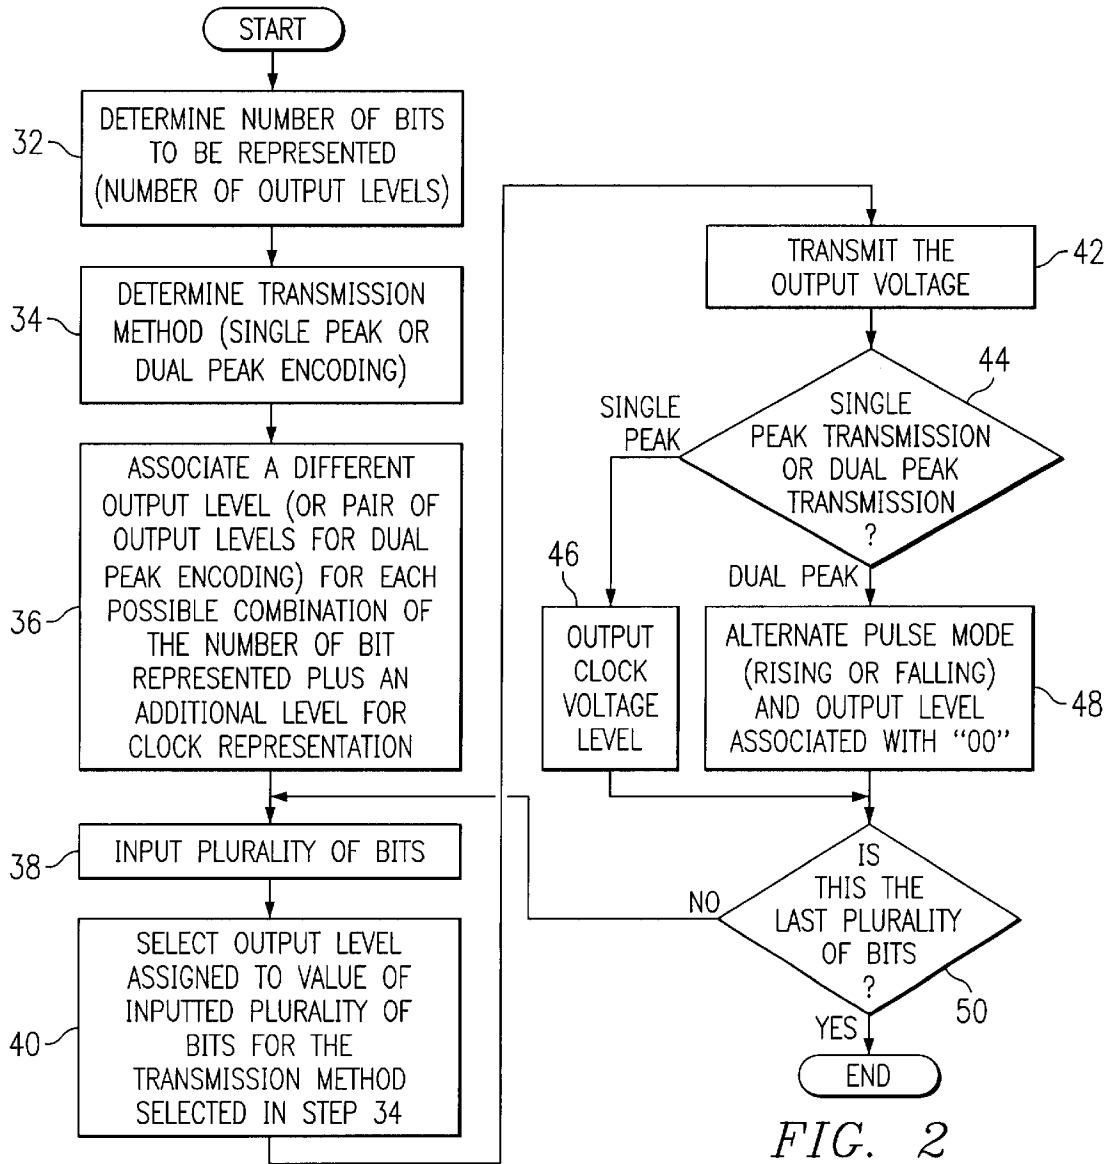 START
32
DETERMINE NUMBER OF BITS
TO BE REPRESENTED
(NUMBER OF OUTPUT LEVELS)
34
DETERMINE TRANSMISSION
METHOD (SINGLE PEAK OR
DUAL PEAK ENCODING)
36
ASSOCIATE A DIFFERENT
OUTPUT LEVEL (OR PAIR OF
OUTPUT LEVELS FOR DUAL
PEAK ENCODING) FOR EACH
POSSIBLE COMBINATION OF
THE NUMBER OF BIT
REPRESENTED PLUS AN
ADDITIONAL LEVEL FOR
CLOCK REPRESENTATION
38
INPUT PLURALITY OF BITS
40
SELECT OUTPUT LEVEL
ASSIGNED TO VALUE OF
INPUTTED PLURALITY OF
BITS FOR THE
TRANSMISSION METHOD
SELECTED IN STEP 34
TRANSMIT THE
OUTPUT VOLTAGE
42
44
SINGLE
PEAK
SINGLE
PEAK TRANSMISSION
OR DUAL PEAK
TRANSMISSION
?
DUAL PEAK
46
OUTPUT
CLOCK
VOLTAGE
LEVEL
ALTERNATE PULSE MODE
(RISING OR FALLING)
AND OUTPUT LEVEL
ASSOCIATED WITH “00”
48
NO
IS
THIS THE
LAST PLURALITY
OF BITS
?
50
YES
END
FIG. 2